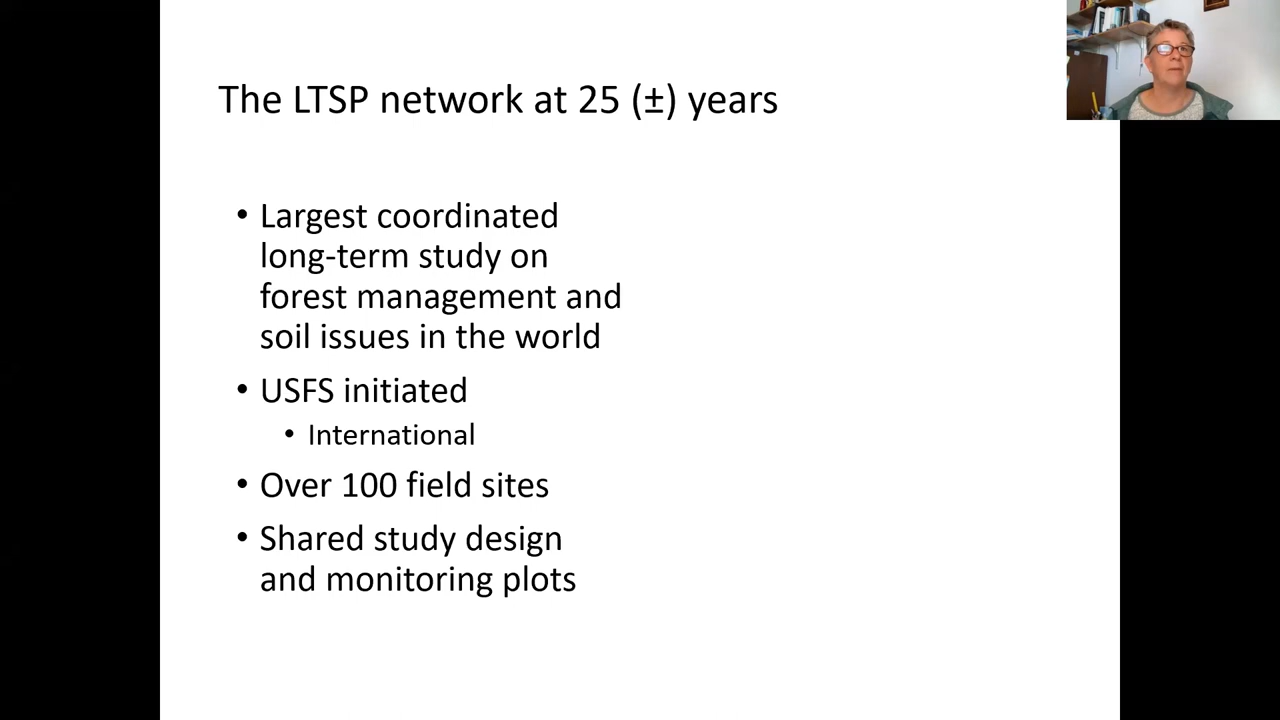 The LTSP network at 25 (±) years
• Largest coordinated
long-term study on
forest management and
soil issues in the world
• USFS initiated
• International
• Over 100 field sites
• Shared study design
and monitoring plots